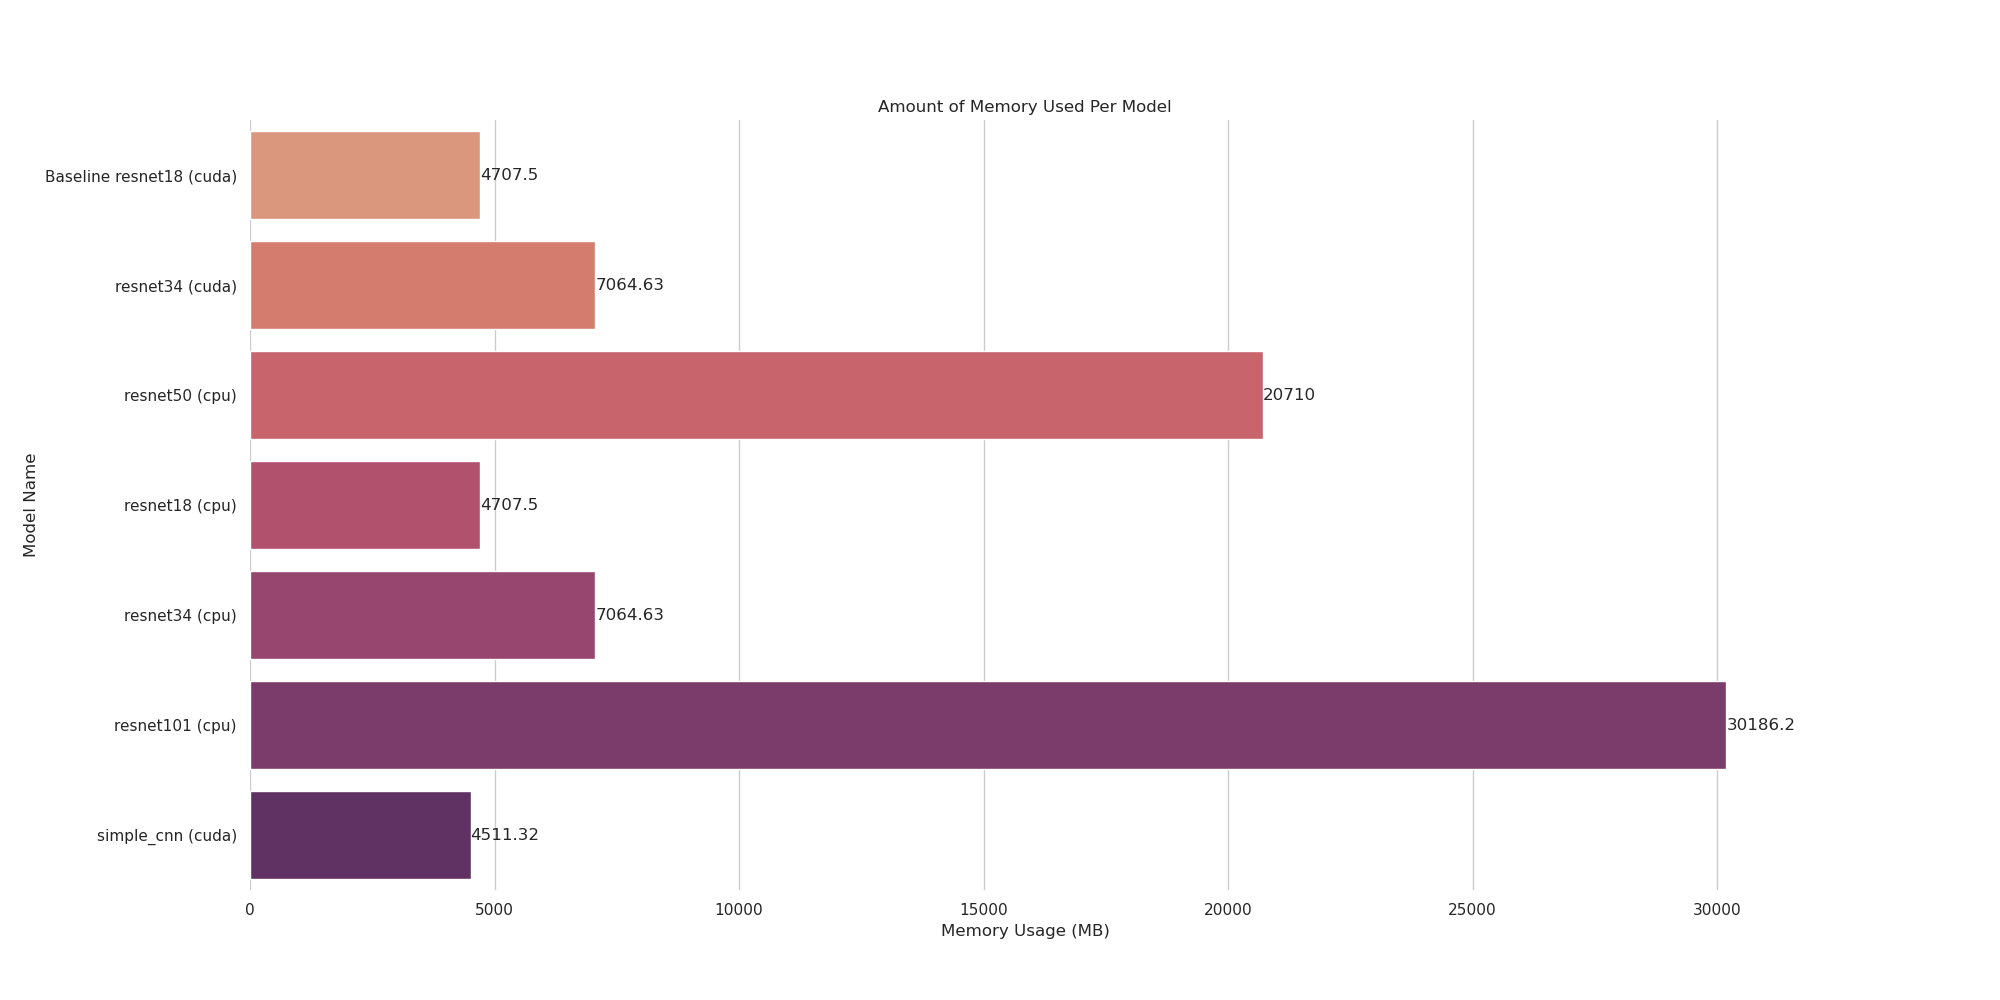 Amount of Memory Used Per Model
Baseline resnet18 (cuda)
4707.5
resnet34 (cuda)
7064.63
resnet50 (cpu)
20710
resnet18 (cpu)
4707.5
resnet34 (cpu)
7064.63
resnet101 (cpu)
30186.2
simple_cnn (cuda)
4511.32
Model Name
0 5000 10000 15000 20000 25000 30000
Memory Usage (MB)